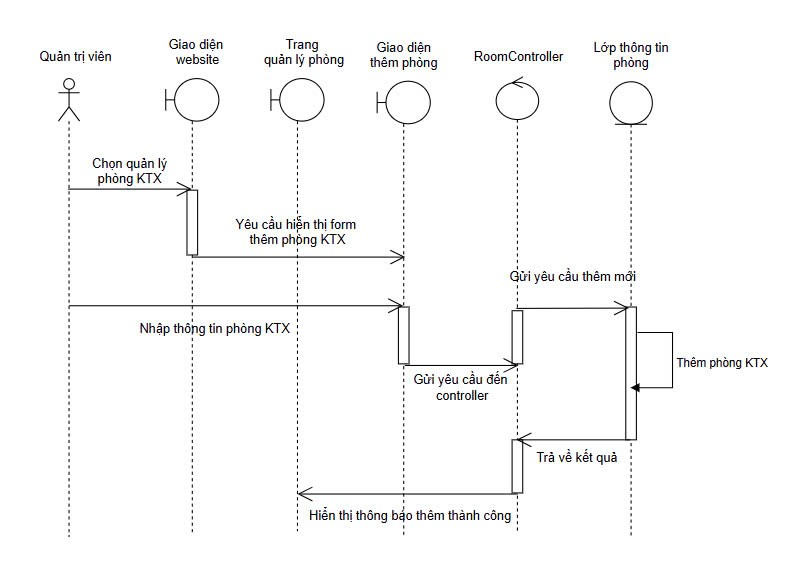 Quản trị viên
Giao diện
website
Trang
quản lý phòng
Giao diện
thêm phòng
RoomController
Lớp thông tin
phòng
Chọn quản lý
phòng KTX
Yêu cầu hiển thị form
thêm phòng KTX
Gửi yêu cầu thêm mới
Nhập thông tin phòng KTX
Thêm phòng KTX
Gửi yêu cầu đến
controller
Trả về kết quả
Hiển thị thông báo thêm thành công